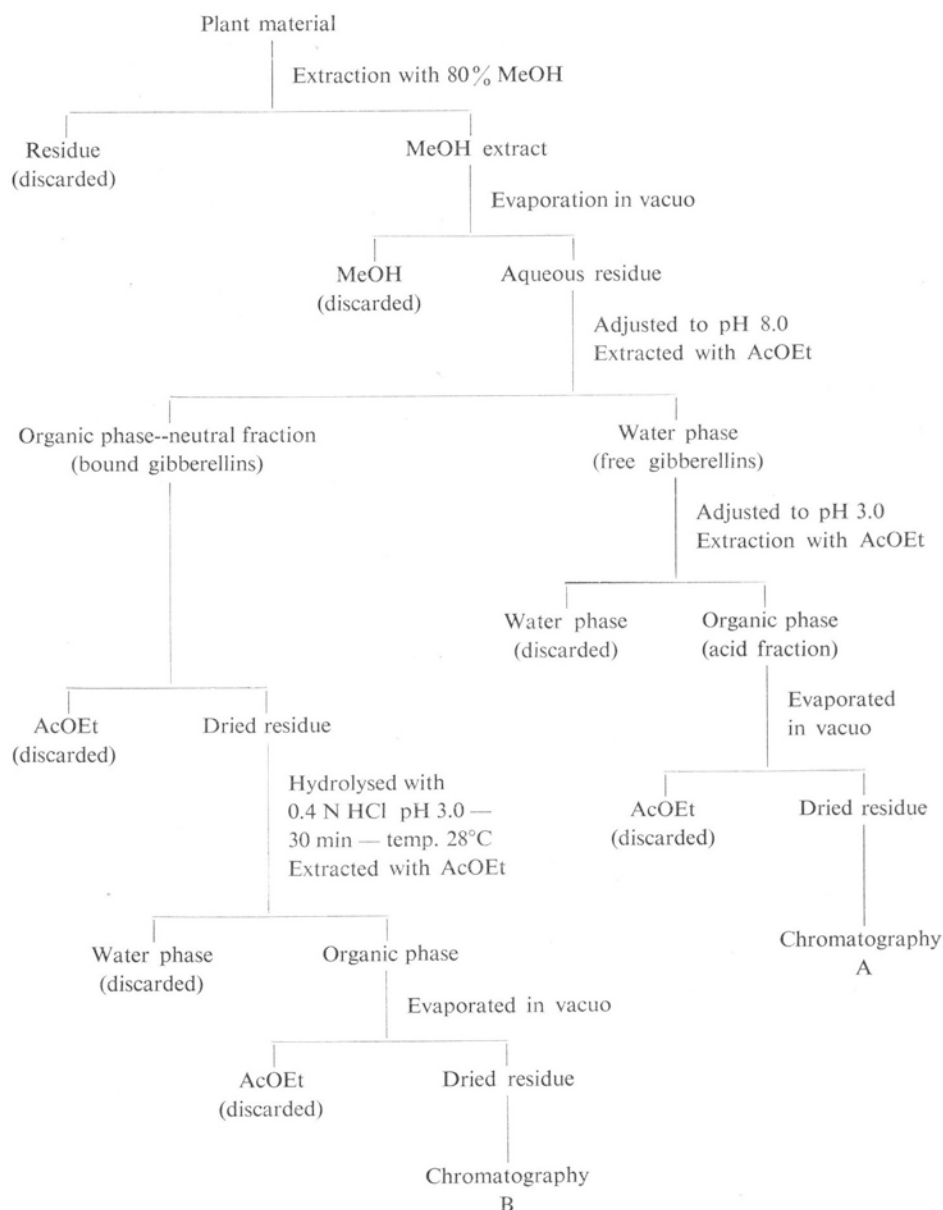 Plant material
Extraction with 80% MeOH
Residue
(discarded)
MeOH extract
Evaporation in vacuo
MeOH
(discarded)
Aqueous residue
Adjusted to pH 8.0
Extracted with AcOEt
Organic phase--neutral fraction
(bound gibberellins)
Water phase
(free gibberellins)
Adjusted to pH 3.0
Extraction with AcOEt
Water phase
(discarded)
Organic phase
(acid fraction)
Evaporated
in vacuo
AcOEt
(discarded)
Dried residue
Hydrolysed with
0.4 N HCl pH 3.0 —
30 min — temp. 28°C
Extracted with AcOEt
AcOEt
(discarded)
Dried residue
Chromatography
A
Water phase
(discarded)
Organic phase
Evaporated in vacuo
AcOEt
(discarded)
Dried residue
Chromatography
B